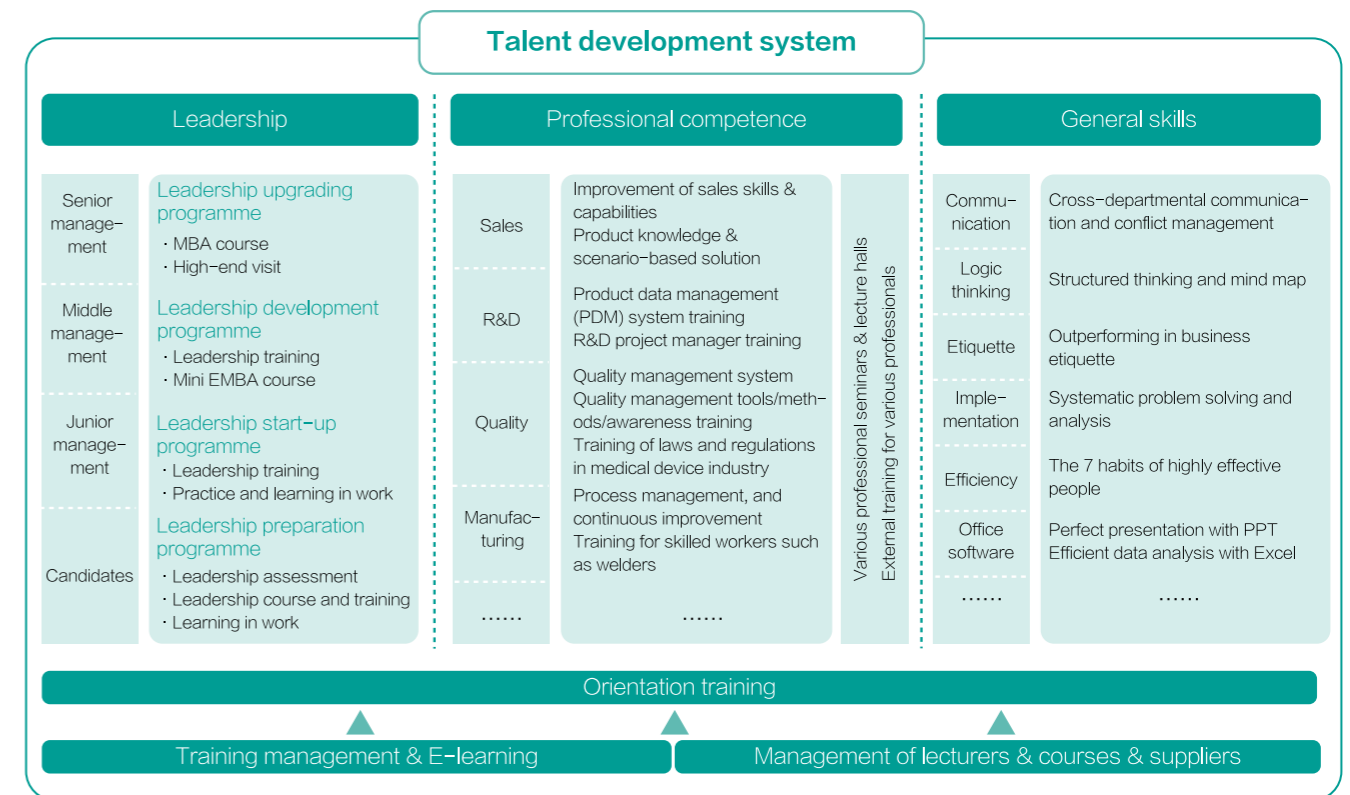 Talent development system
Leadership
Professional competence
General skills
Senior
manage-
ment
Leadership upgrading
programme
· MBA course
· High-end visit
Middle
manage-
ment
Leadership development
programme
· Leadership training
· Mini EMBA course
Junior
manage-
ment
Leadership start-up
programme
· Leadership training
· Practice and learning in work
Candidates
Leadership preparation
programme
· Leadership assessment
· Leadership course and training
· Learning in work
Sales
Improvement of sales skills &
capabilities
Product knowledge &
scenario-based solution
R&D
Product data management
(PDM) system training
R&D project manager training
Quality
Quality management system
Quality management tools/meth-
ods/awareness training
Training of laws and regulations
in medical device industry
Manufac-
turing
Process management, and
continuous improvement
Training for skilled workers such
as welders
......
......
Various professional seminars & lecture halls
External training for various professionals
Commu-
nication
Cross-departmental communica-
tion and conflict management
Logic
thinking
Structured thinking and mind map
Etiquette
Outperforming in business
etiquette
Imple-
mentation
Systematic problem solving and
analysis
Efficiency
The 7 habits of highly effective
people
Office
software
Perfect presentation with PPT
Efficient data analysis with Excel
......
......
Orientation training
Training management & E-learning
Management of lecturers & courses & suppliers